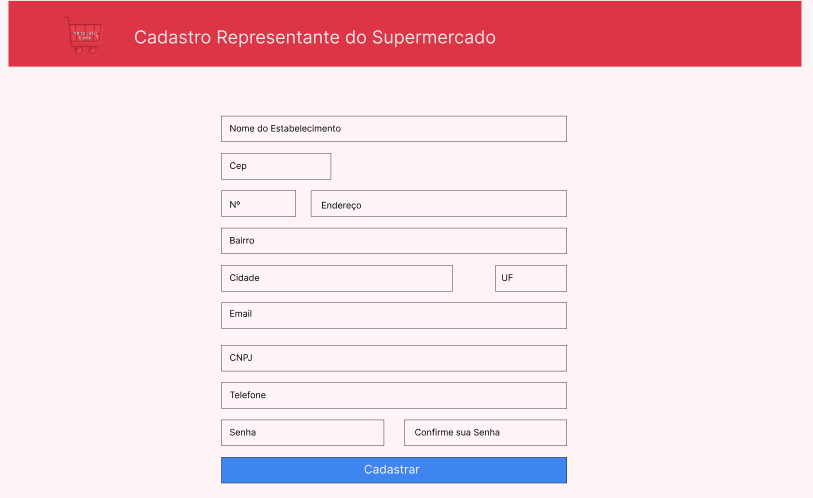 Cadastro Representante do Supermercado
Nome do Estabelecimento
Cep
Nº
Endereço
Bairro
Cidade
UF
Email
CNPJ
Telefone
Senha
Confirme sua Senha
Cadastrar